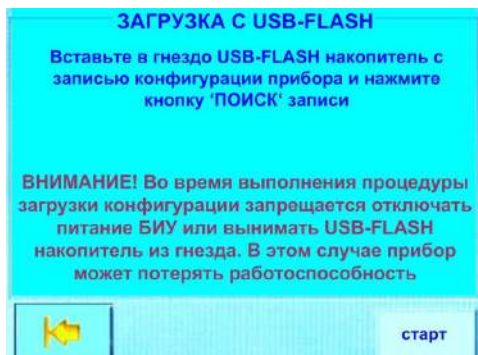 ЗАГРУЗКА С USB-FLASH
Вставьте в гнездо USB-FLASH накопитель с
записью конфигурации прибора и нажмите
кнопку ‘ПОИСК‘ записи
ВНИМАНИЕ! Во время выполнения процедуры
загрузки конфигурации запрещается отключать
питание БИУ или вынимать USB-FLASH
накопитель из гнезда. В этом случае прибор
может потерять работоспособность
старт